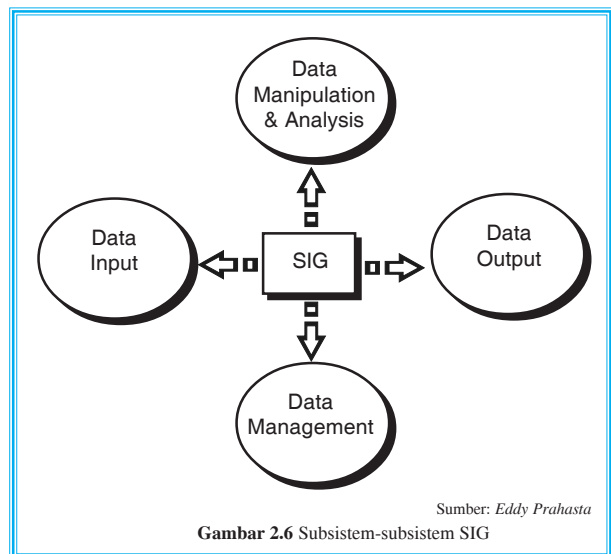 Data
Manipulation
& Analysis
Data
Input
SIG
Data
Output
Data
Management
Sumber: Eddy Prahasta
Gambar 2.6 Subsistem-subsistem SIG